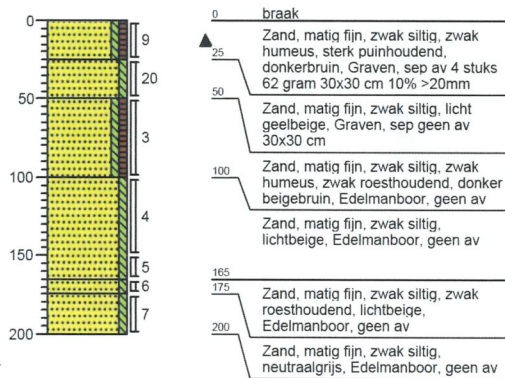 0
50
100
150
200
9
20
3
4
5
6
7
0 braak
Zand, matig fijn, zwak siltig, zwak
humeus, sterk puinhoudend,
25 donkerbruin, Graven, sep av 4 stuks
62 gram 30x30 cm 10% >20mm
50
Zand, matig fijn, zwak siltig, licht
geelbeige, Graven, sep geen av
30x30 cm
100
Zand, matig fijn, zwak siltig, zwak
humeus, zwak roesthoudend, donker
beigebruin, Edelmanboor, geen av
Zand, matig fijn, zwak siltig,
lichtbeige, Edelmanboor, geen av
165
175
Zand, matig fijn, zwak siltig, zwak
roesthoudend, lichtbeige,
Edelmanboor, geen av
200
Zand, matig fijn, zwak siltig,
neutraalgrijs, Edelmanboor, geen av